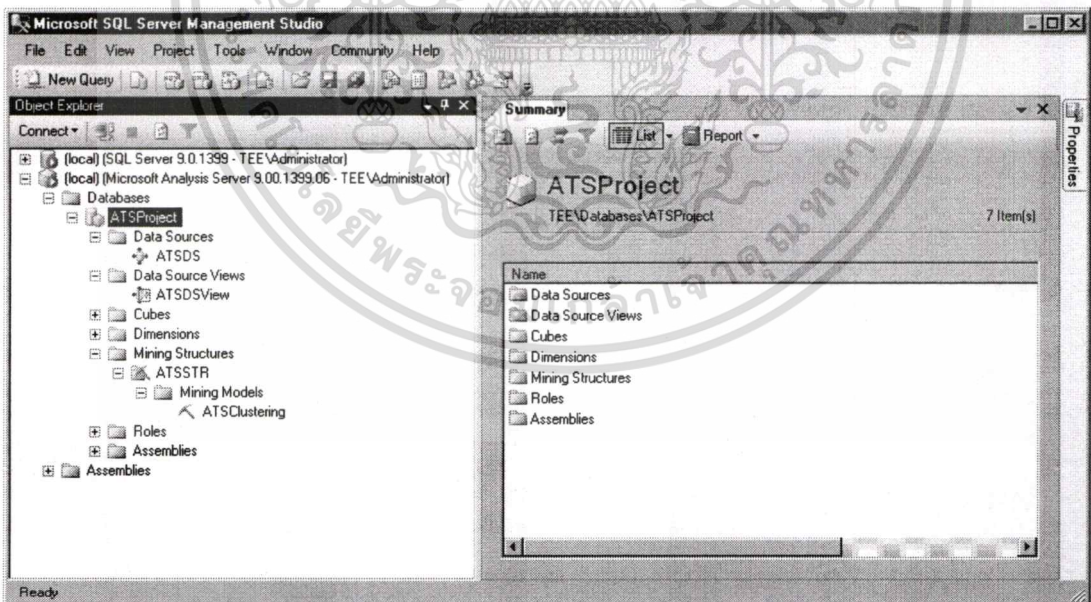 Microsoft SQL Server Management Studio
File Edit View Project Tools Window Community Help
New Query
Object Explorer
Connect
(local) (SQL Server 9.0.1399 - TEE\Administrator)
(local) (Microsoft Analysis Server 9.00.1399.06 - TEE\Administrator)
Databases
ATSProject
Data Sources
ATSDS
Data Source Views
ATSDSView
Cubes
Dimensions
Mining Structures
ATSSTR
Mining Models
ATSClustering
Roles
Assemblies
Assemblies
Summary
List Report
ATSProject
TEE\Databases\ATSProject 7 Item(s)
Name
Data Sources
Data Source Views
Cubes
Dimensions
Mining Structures
Roles
Assemblies
Properties
Ready